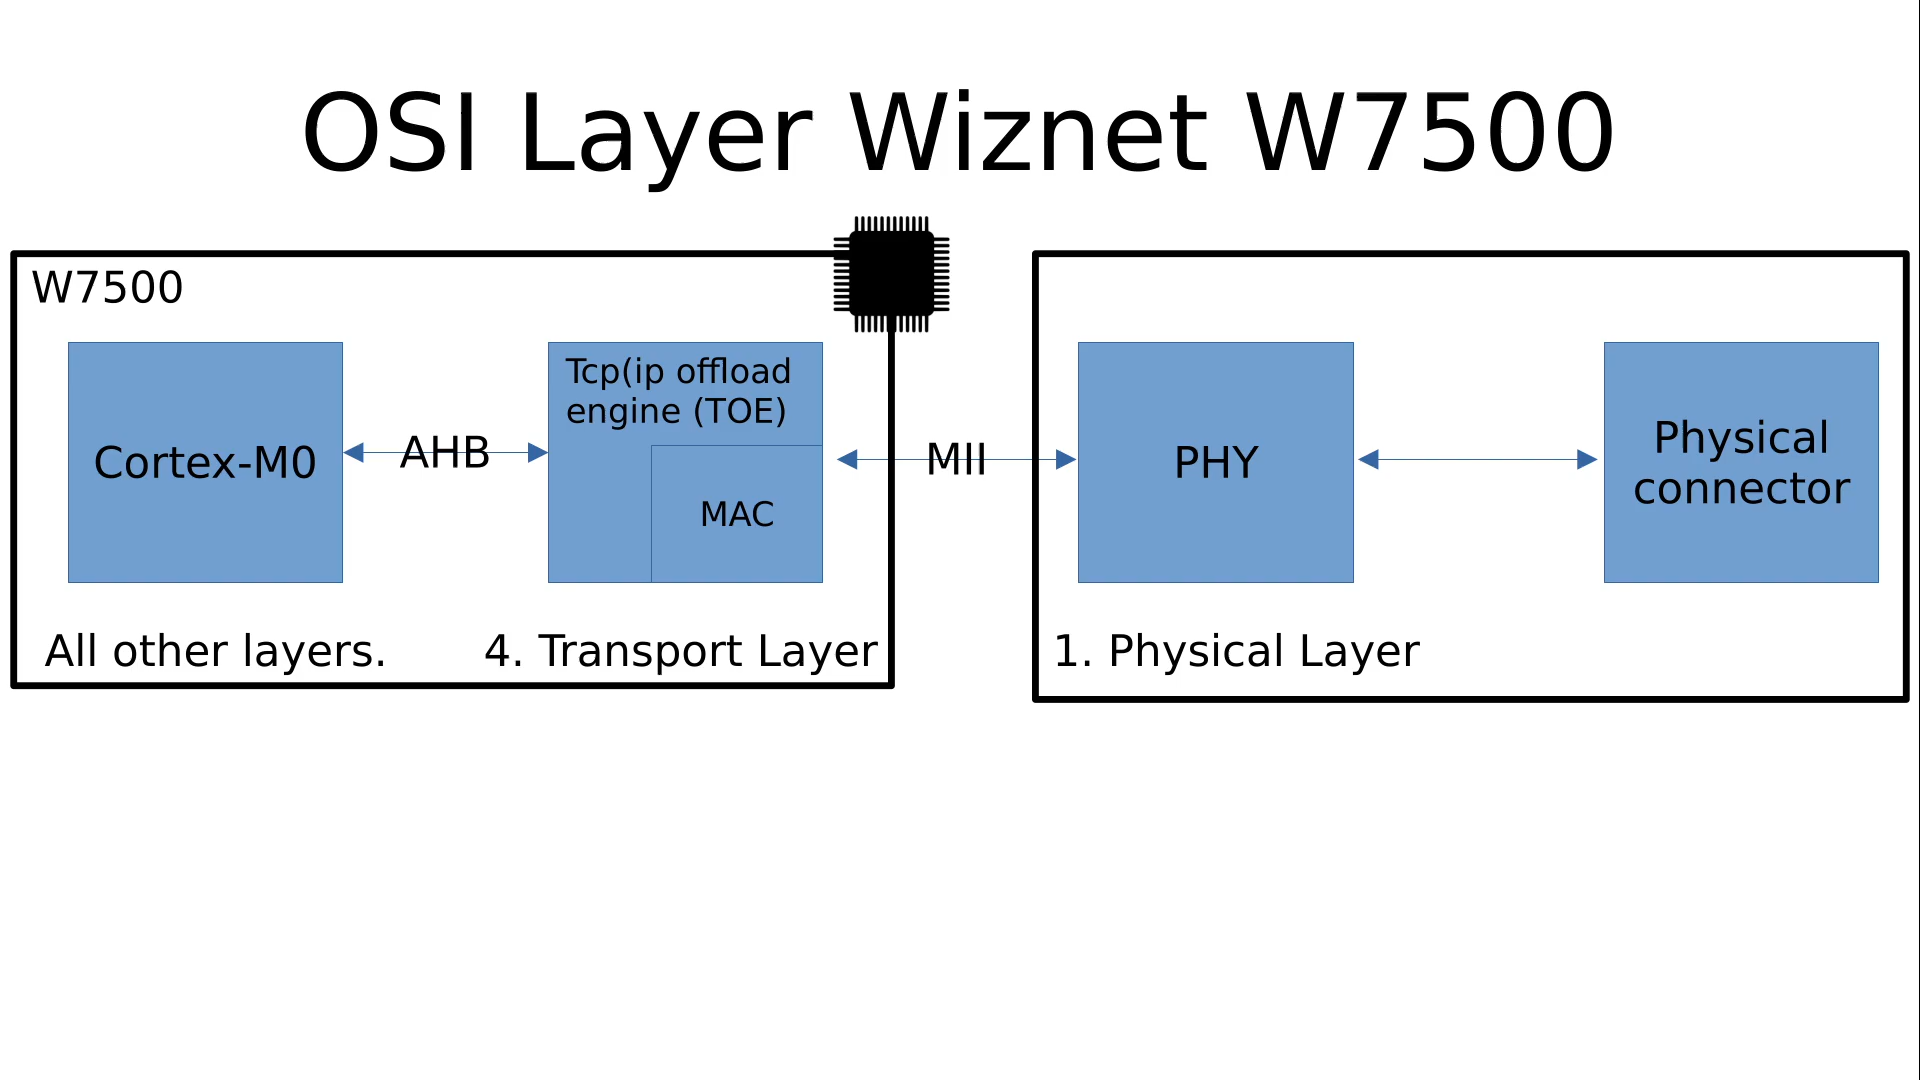 OSI Layer Wiznet W7500
W7500
Cortex-M0
AHB
Tcp(ip offload
engine (TOE)
MAC
MII
PHY
Physical
connector
All other layers.
4. Transport Layer
1. Physical Layer